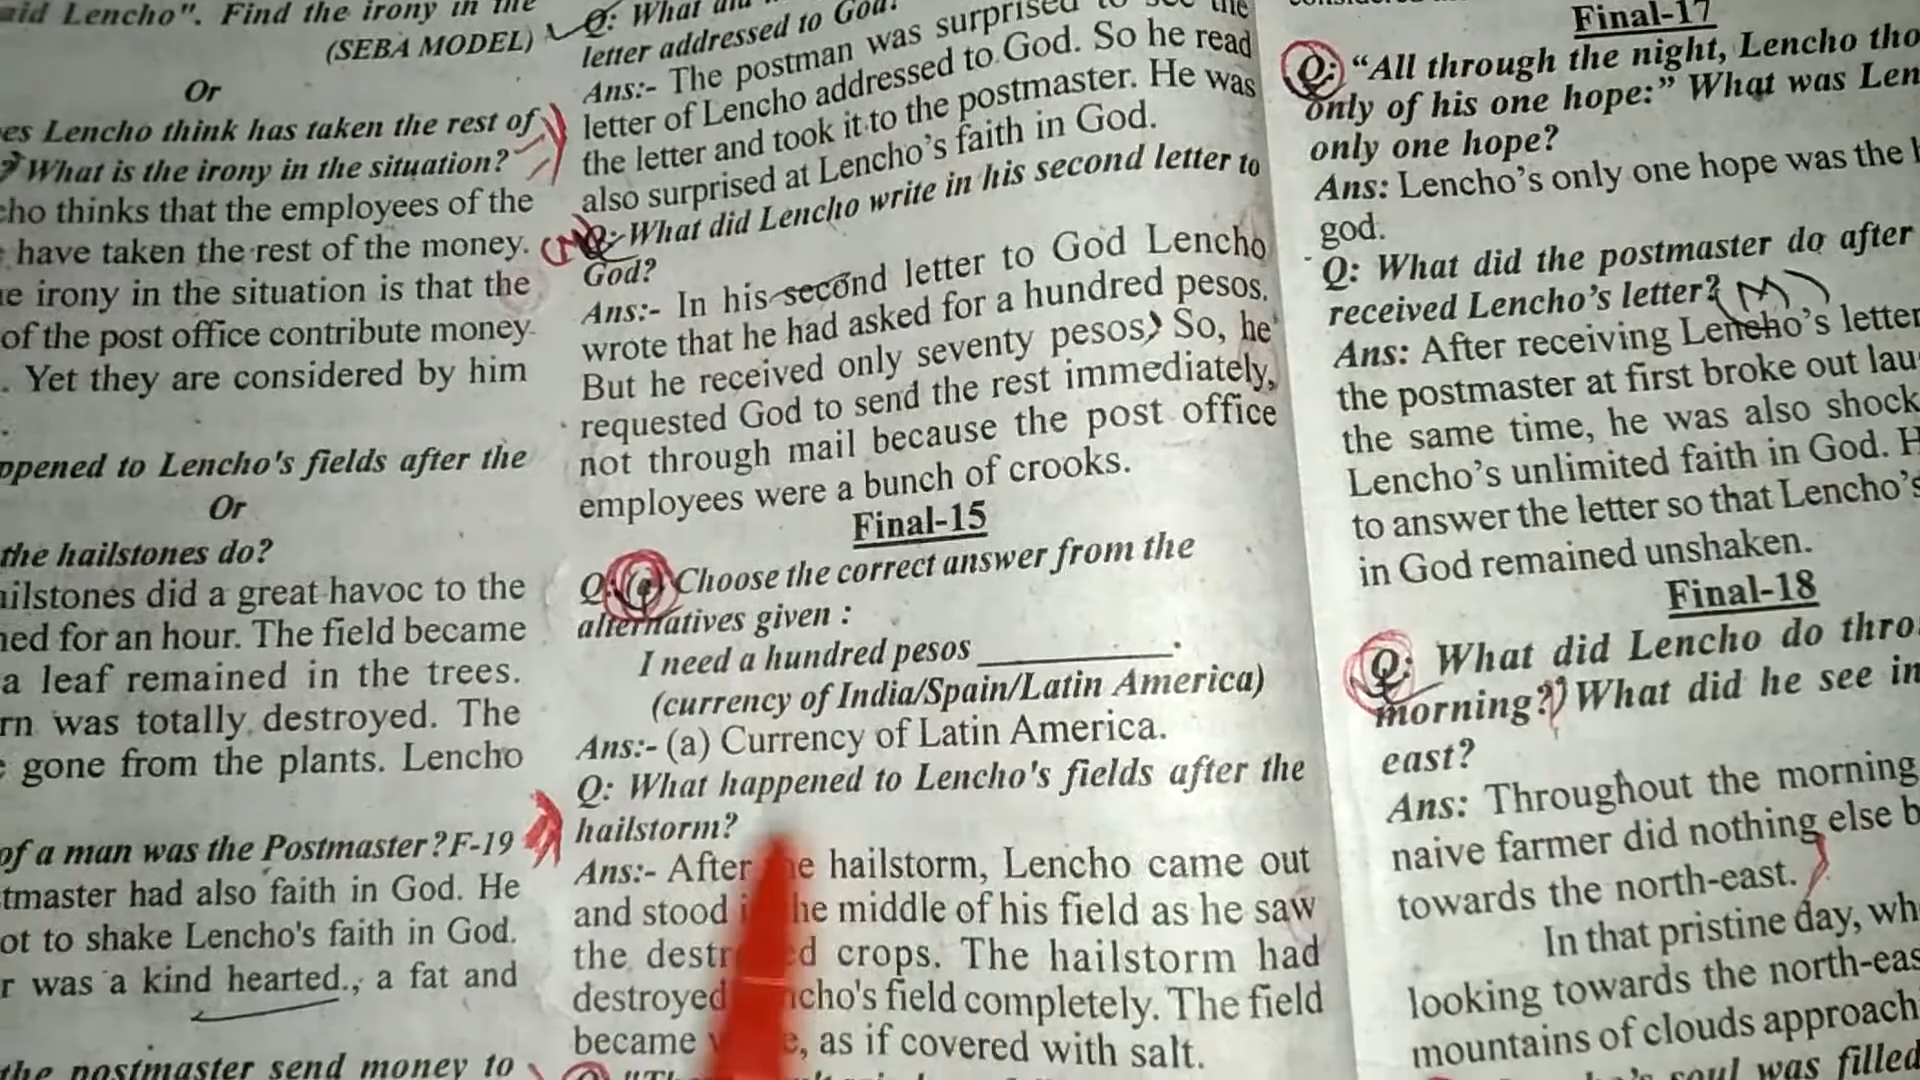 aid Lencho". Find the irony in the
(SEBA MODEL)
Or
es Lencho think has taken the rest of
? What is the irony in the situation?
cho thinks that the employees of the
have taken the rest of the money.
e irony in the situation is that the
of the post office contribute money
. Yet they are considered by him
ppened to Lencho's fields after the
Or
the hailstones do?
ailstones did a great havoc to the
ned for an hour. The field became
a leaf remained in the trees.
rn was totally destroyed. The
gone from the plants. Lencho
of a man was the Postmaster? F-19
tmaster had also faith in God. He
ot to shake Lencho's faith in God.
r was a kind hearted., a fat and
the postmaster send money to
Q: What
letter addressed to God?
Ans:- The postman was surprised to see the
letter of Lencho addressed to God. So he read
the letter and took it to the postmaster. He was
also surprised at Lencho's faith in God.
Q: What did Lencho write in his second letter to
God?
Ans:- In his second letter to God Lencho
wrote that he had asked for a hundred pesos.
But he received only seventy pesos. So, he
requested God to send the rest immediately,
not through mail because the post office
employees were a bunch of crooks.
Final-15
Q: Choose the correct answer from the
alternatives given :
I need a hundred pesos ____________.
(currency of India/Spain/Latin America)
Ans:- (a) Currency of Latin America.
Q: What happened to Lencho's fields after the
hailstorm?
Ans:- After he hailstorm, Lencho came out
and stood he middle of his field as he saw
the destr ed crops. The hailstorm had
destroyed ncho's field completely. The field
became e, as if covered with salt.
Final-17
Q: "All through the night, Lencho tho
only of his one hope:" What was Len
only one hope?
Ans: Lencho's only one hope was the h
god.
Q: What did the postmaster do after
received Lencho's letter? (M)
Ans: After receiving Lencho's letter
the postmaster at first broke out lau
the same time, he was also shock
Lencho's unlimited faith in God. H
to answer the letter so that Lencho's
in God remained unshaken.
Final-18
Q: What did Lencho do thro
morning? What did he see in
east?
Ans: Throughout the morning
naive farmer did nothing else b
towards the north-east.
In that pristine day, wh
looking towards the north-eas
mountains of clouds approach
soul was filled